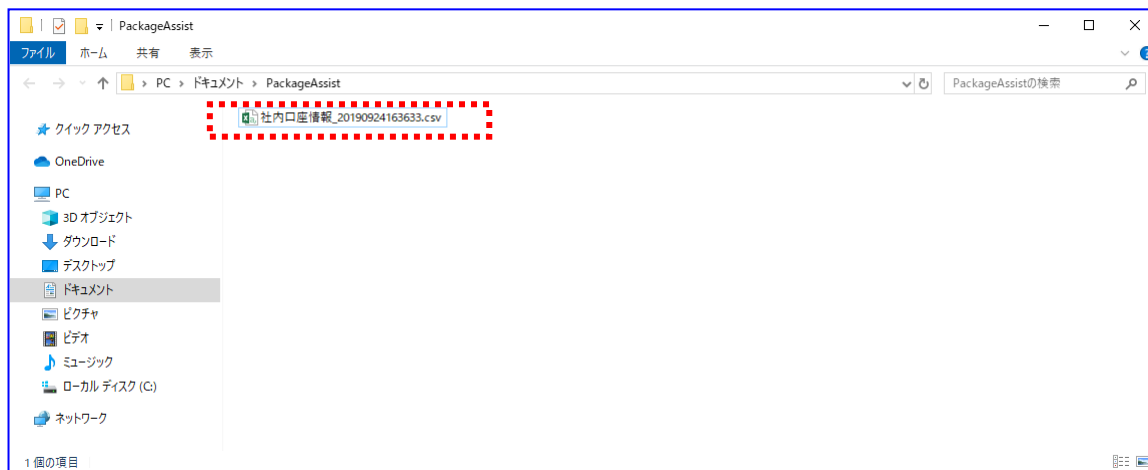 PackageAssist
ファイル ホーム 共有 表示
PC ドキュメント PackageAssist PackageAssistの検索
社内口座情報_20190924163633.csv
クイック アクセス
OneDrive
PC
3D オブジェクト
ダウンロード
デスクトップ
ドキュメント
ピクチャ
ビデオ
ミュージック
ローカル ディスク (C:)
ネットワーク
1 個の項目